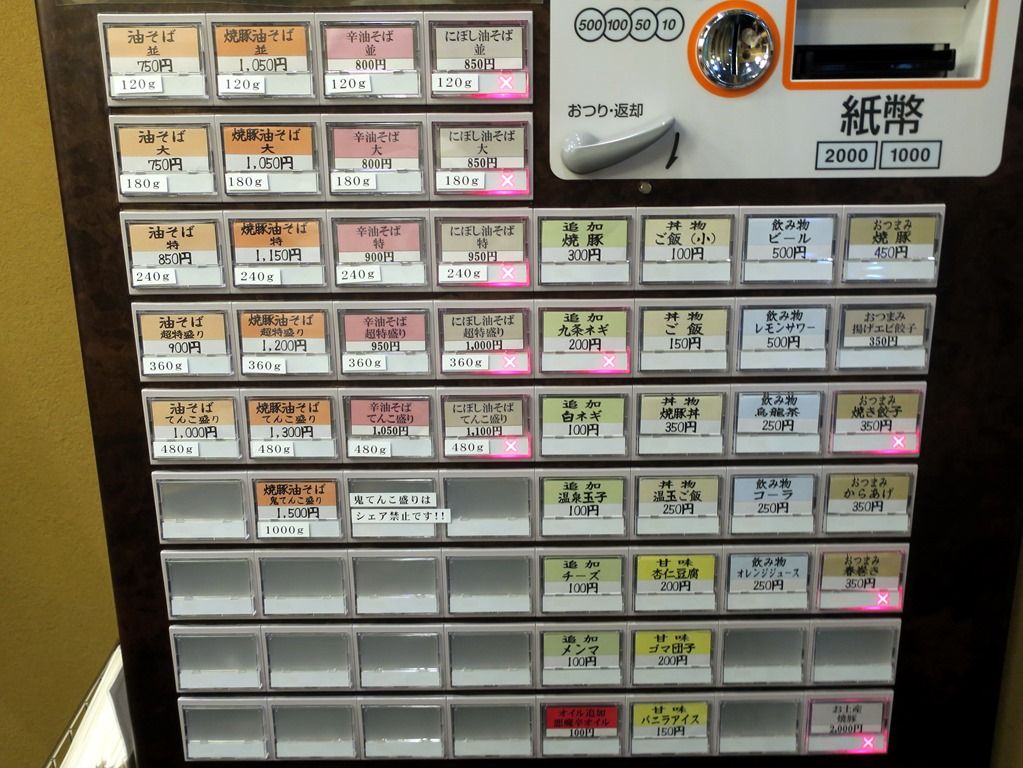 500 100 50 10
おつり・返却
紙幣
2000 1000
油そば
並
750円
120g
焼豚油そば
並
1,050円
120g
辛油そば
並
800円
120g
にぼし油そば
並
850円
120g
×
油そば
大
750円
180g
焼豚油そば
大
1,050円
180g
辛油そば
大
800円
180g
にぼし油そば
大
850円
180g
×
油そば
特
850円
240g
焼豚油そば
特
1,150円
240g
辛油そば
特
900円
240g
にぼし油そば
特
950円
240g
×
追加
焼豚
300円
丼物
ご飯(小)
100円
飲み物
ビール
500円
おつまみ
焼豚
450円
油そば
超特盛り
900円
360g
焼豚油そば
超特盛り
1,200円
360g
辛油そば
超特盛り
950円
360g
にぼし油そば
超特盛り
1,000円
360g
×
追加
九条ネギ
200円
×
丼物
ご飯
150円
飲み物
レモンサワー
500円
おつまみ
揚げエビ餃子
350円
油そば
てんこ盛り
1,000円
480g
焼豚油そば
てんこ盛り
1,300円
480g
辛油そば
てんこ盛り
1,050円
480g
にぼし油そば
てんこ盛り
1,100円
480g
×
追加
白ネギ
100円
丼物
焼豚丼
350円
飲み物
烏龍茶
250円
おつまみ
焼き餃子
350円
×
焼豚油そば
鬼てんこ盛り
1,500円
1000g
鬼てんこ盛りは
シェア禁止です!!
追加
温泉玉子
100円
丼物
温玉ご飯
250円
飲み物
コーラ
250円
おつまみ
からあげ
350円
追加
チーズ
100円
甘味
杏仁豆腐
200円
飲み物
オレンジジュース
250円
おつまみ
春巻き
350円
×
追加
メンマ
100円
甘味
ゴマ団子
200円
オイル追加
悪魔辛オイル
100円
甘味
バニラアイス
150円
お土産
焼豚
2,000円
×